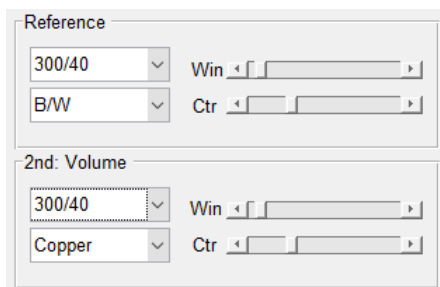 Reference
300/40
Win
B/W
Ctr
2nd: Volume
300/40
Win
Copper
Ctr